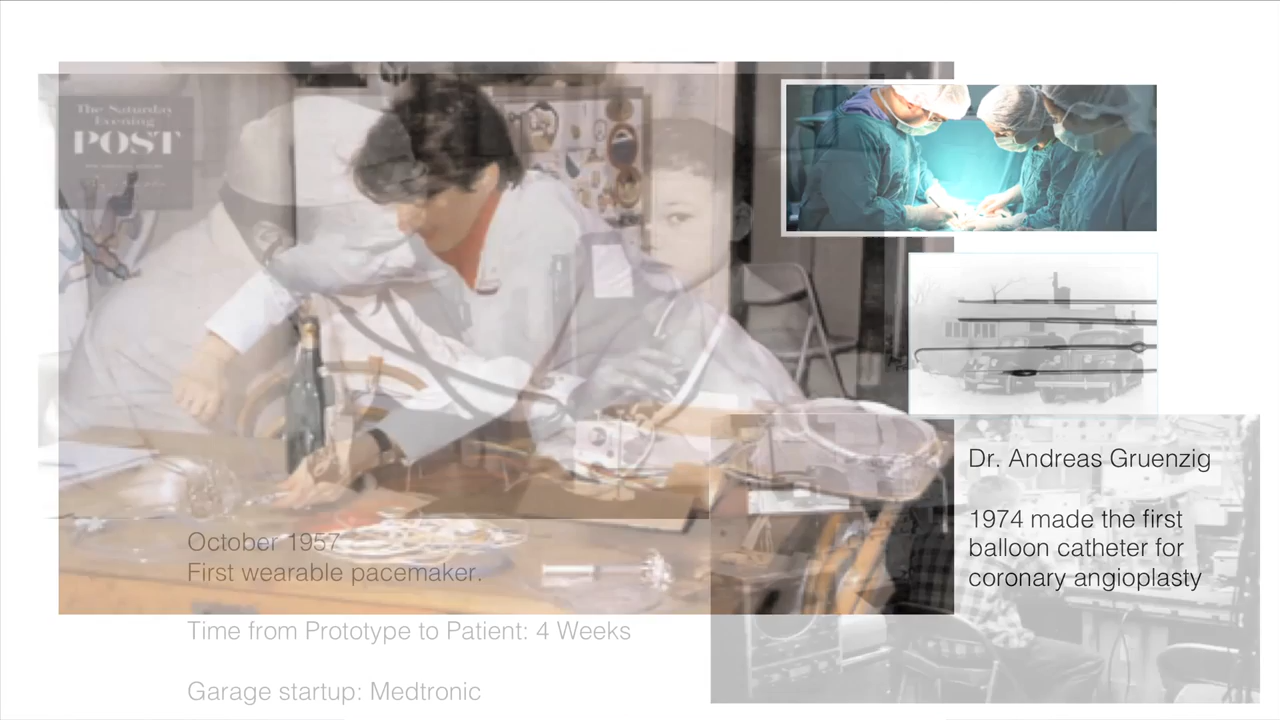 The Saturday
Evening
POST
October 1957
First wearable pacemaker.
Time from Prototype to Patient: 4 Weeks
Garage startup: Medtronic
Dr. Andreas Gruenzig
1974 made the first
balloon catheter for
coronary angioplasty